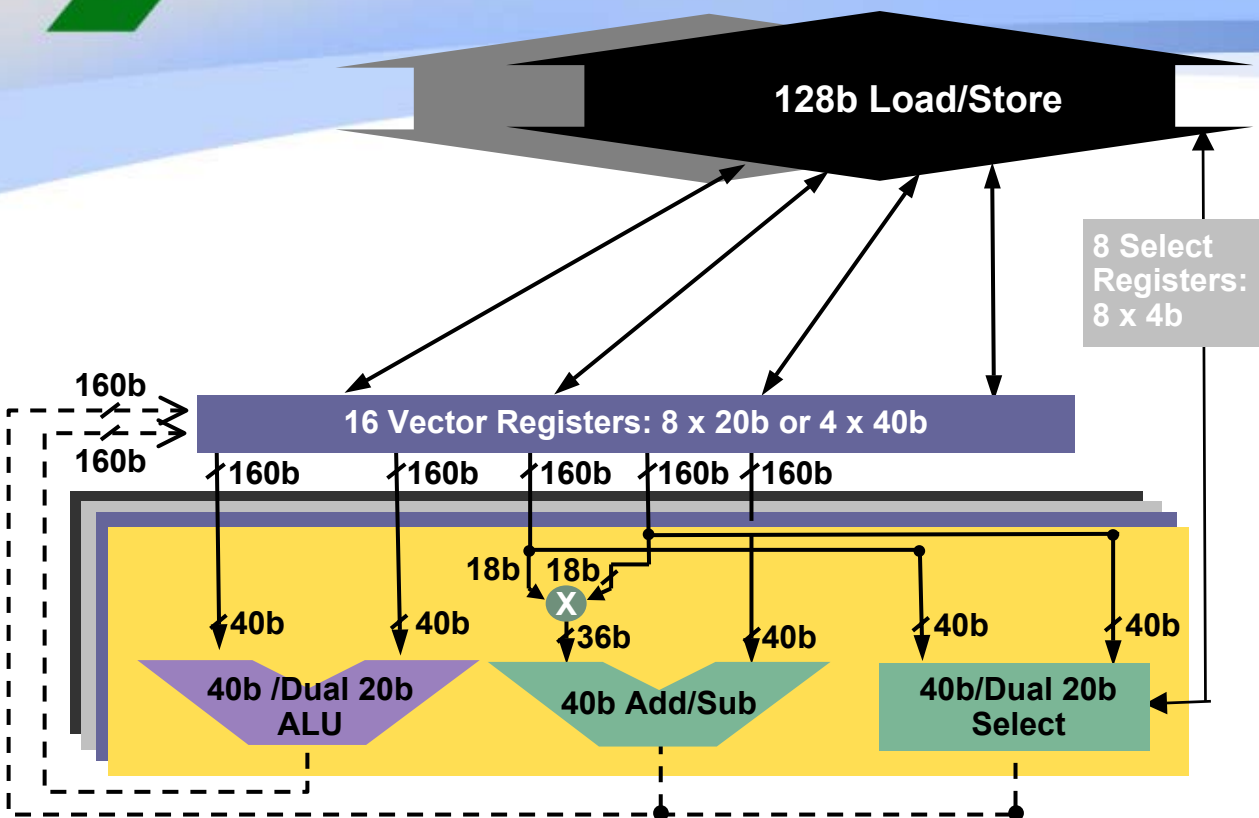 128b Load/Store
8 Select
Registers:
8 x 4b
160b
160b
16 Vector Registers: 8 x 20b or 4 x 40b
160b
160b
160b
160b
160b
18b
18b
X
40b
40b
36b
40b
40b
40b
40b /Dual 20b
ALU
40b Add/Sub
40b/Dual 20b
Select